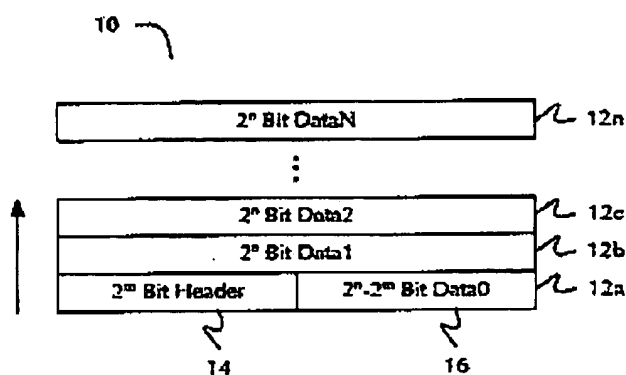 10
2ⁿ Bit DataN
12n
⋮
2ⁿ Bit Data2
12c
2ⁿ Bit Data1
12b
2ᵐ Bit Header
2ⁿ-2ᵐ Bit Data0
12a
14
16